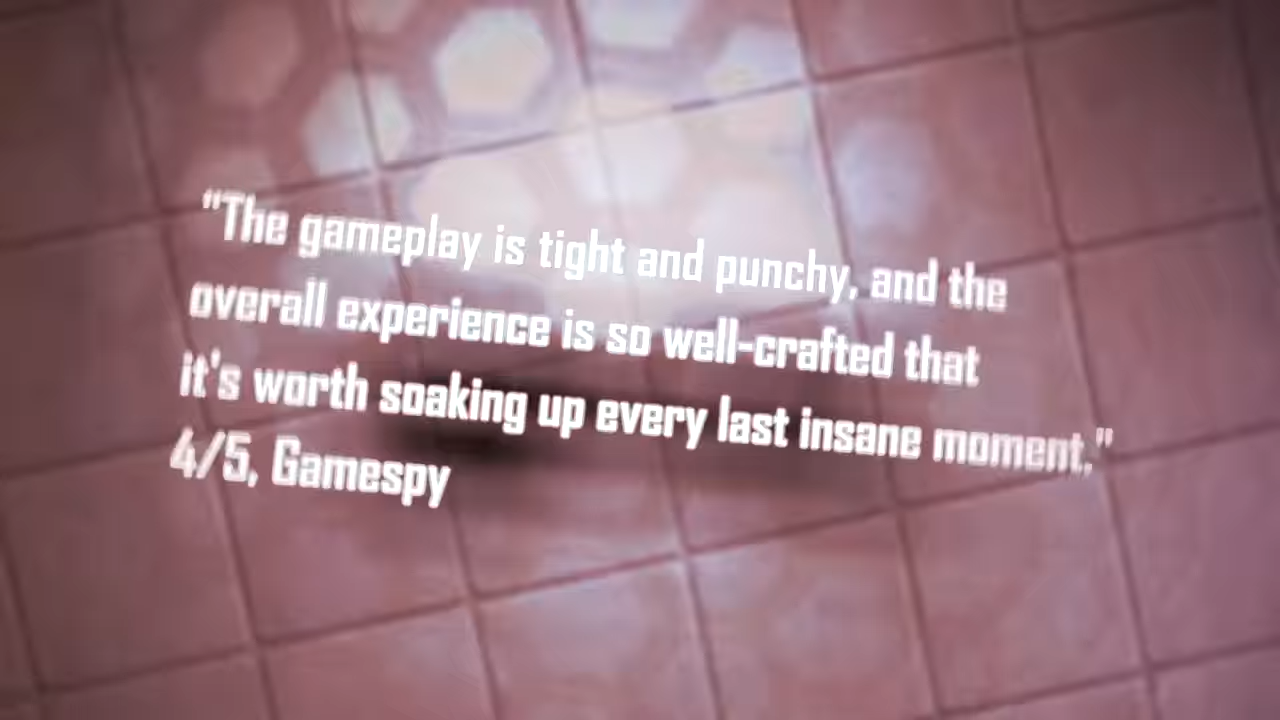 "The gameplay is tight and punchy, and the
overall experience is so well-crafted that
it's worth soaking up every last insane moment."
4/5, Gamespy